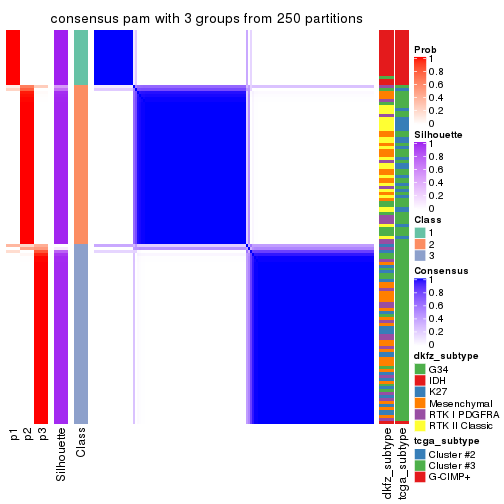 consensus pam with 3 groups from 250 partitions
Prob
1
0.8
0.6
0.4
0.2
0
Silhouette
1
0.8
0.6
0.4
0.2
0
Class
1
2
3
Consensus
1
0.8
0.6
0.4
0.2
0
dkfz_subtype
G34
IDH
K27
Mesenchymal
RTK I PDGFRA
RTK II Classic
tcga_subtype
Cluster #2
Cluster #3
G-CIMP+
p1
p2
p3
Silhouette
Class
dkfz_subtype
tcga_subtype